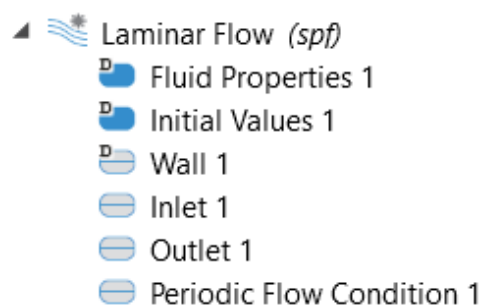 Laminar Flow (spf)
D Fluid Properties 1
D Initial Values 1
D Wall 1
Inlet 1
Outlet 1
Periodic Flow Condition 1